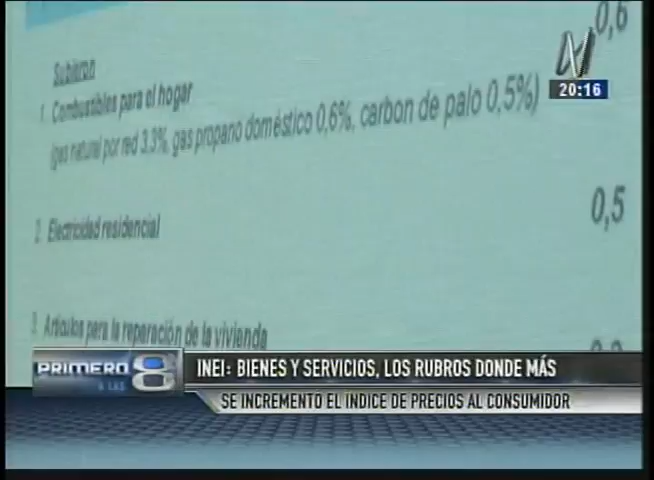 0,6
N
20:16
Subieron
1. Combustibles para el hogar
(gas natural por red 3.3%, gas propano doméstico 0,6%, carbon de palo 0,5%)
0,5
2. Electricidad residencial
3. Artículos para la reparación de la vivienda
PRIMERO
A LAS
8
INEI: BIENES Y SERVICIOS, LOS RUBROS DONDE MÁS
SE INCREMENTÓ EL INDICE DE PRECIOS AL CONSUMIDOR